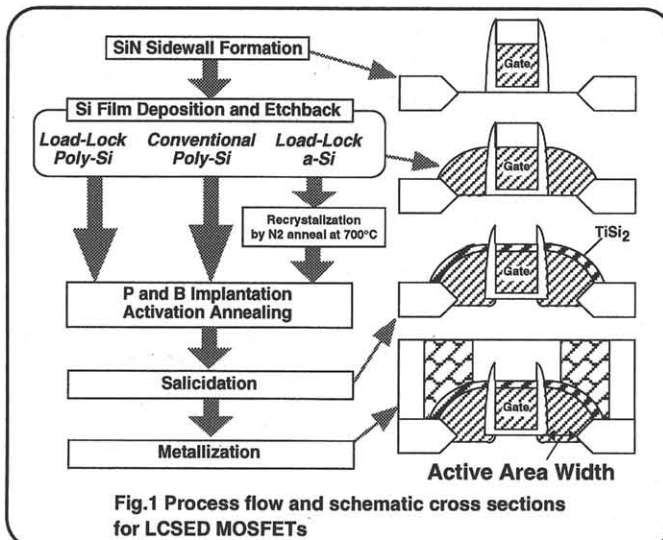 SiN Sidewall Formation
Si Film Deposition and Etchback
Load-Lock Poly-Si
Conventional Poly-Si
Load-Lock a-Si
Recrystalization
by N2 anneal at 700°C
P and B Implantation
Activation Annealing
Salicidation
Metallization
Gate
Gate
TiSi2
Gate
Gate
Active Area Width
Fig.1 Process flow and schematic cross sections
for LCSED MOSFETs